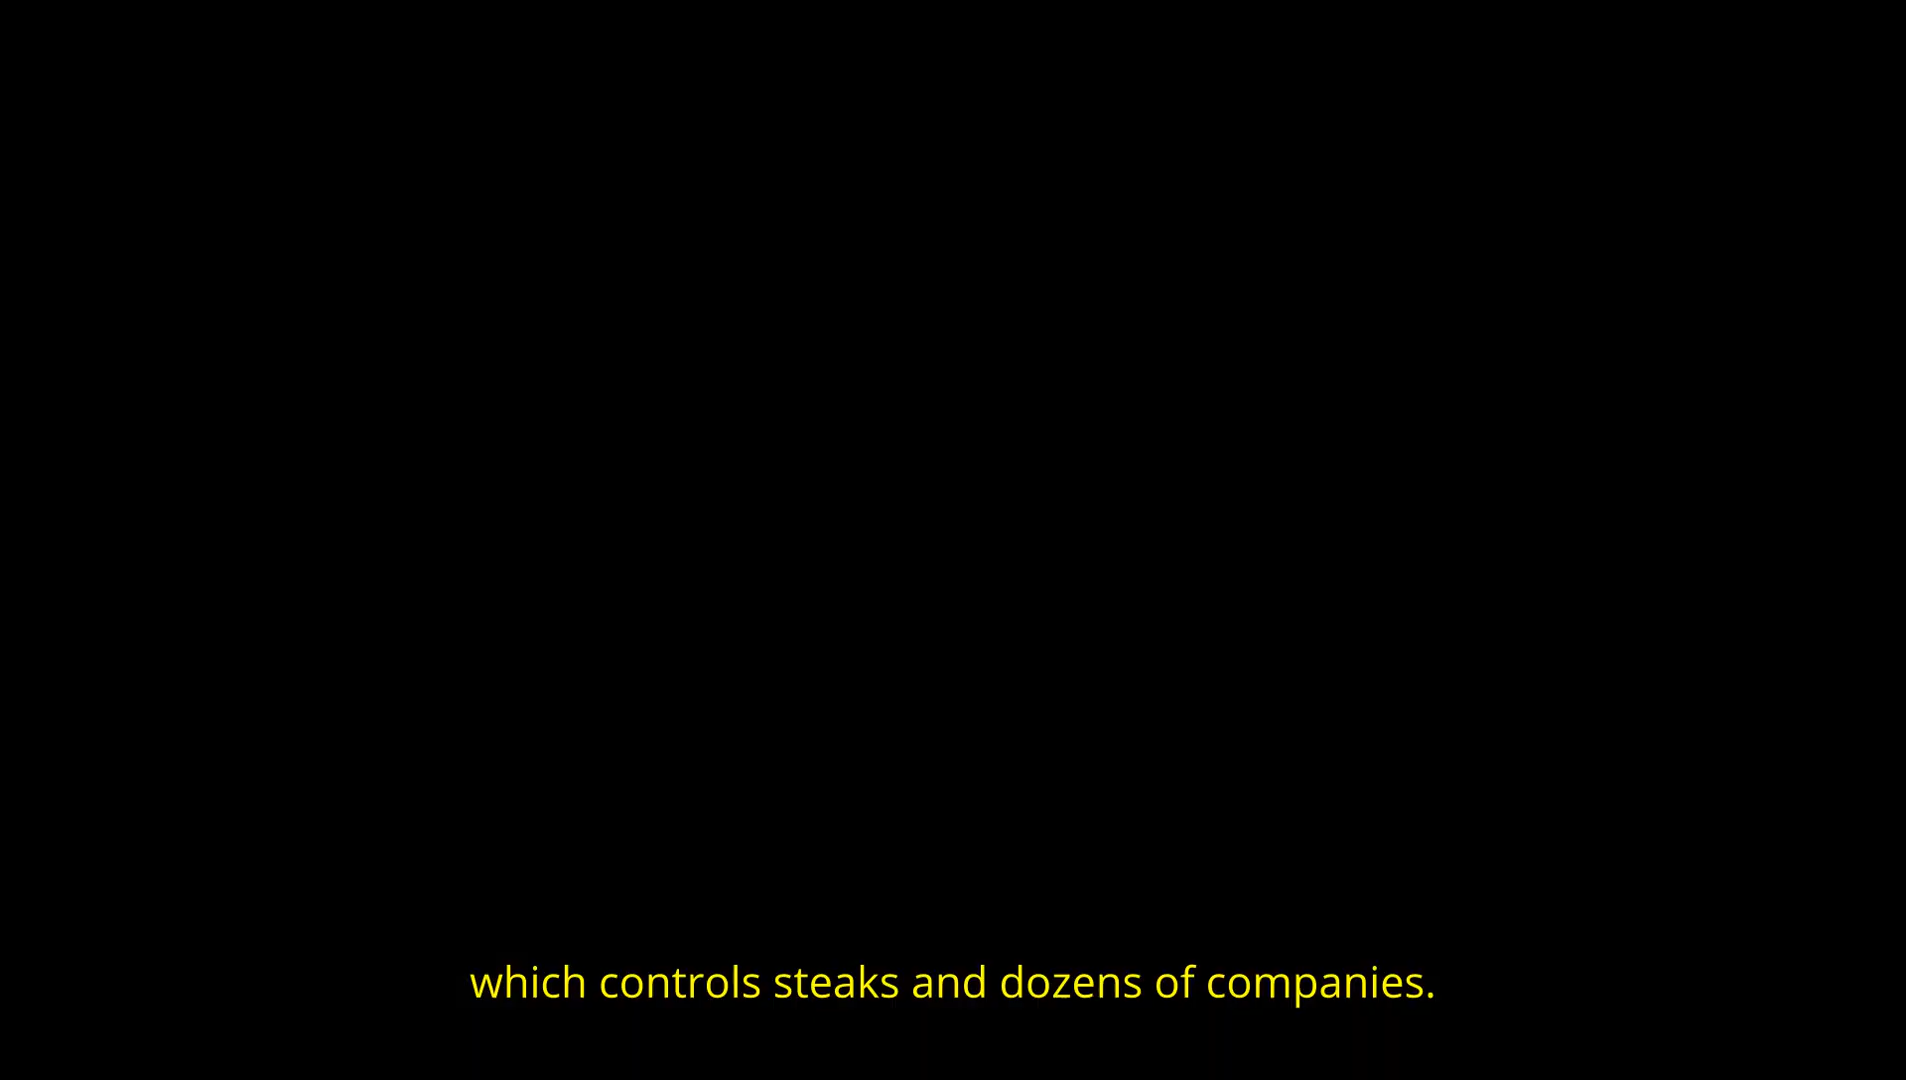 which controls steaks and dozens of companies.